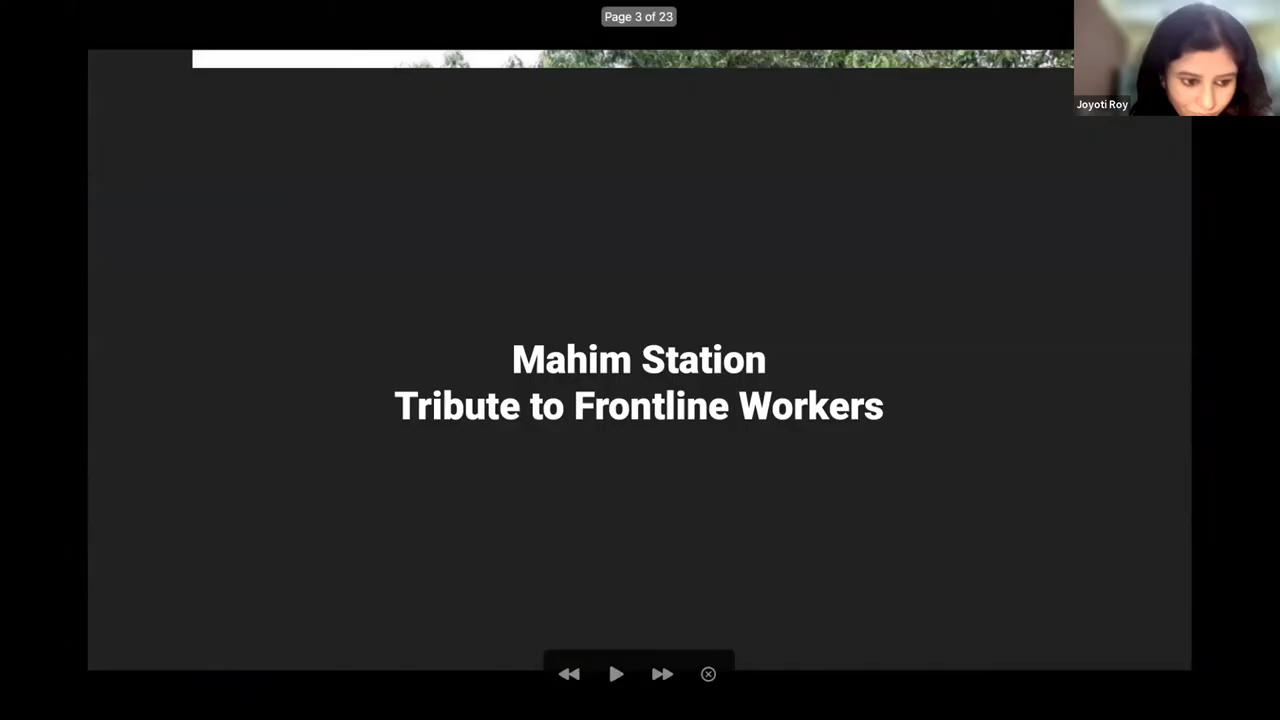 Page 3 of 23
Joyoti Roy
Mahim Station
Tribute to Frontline Workers